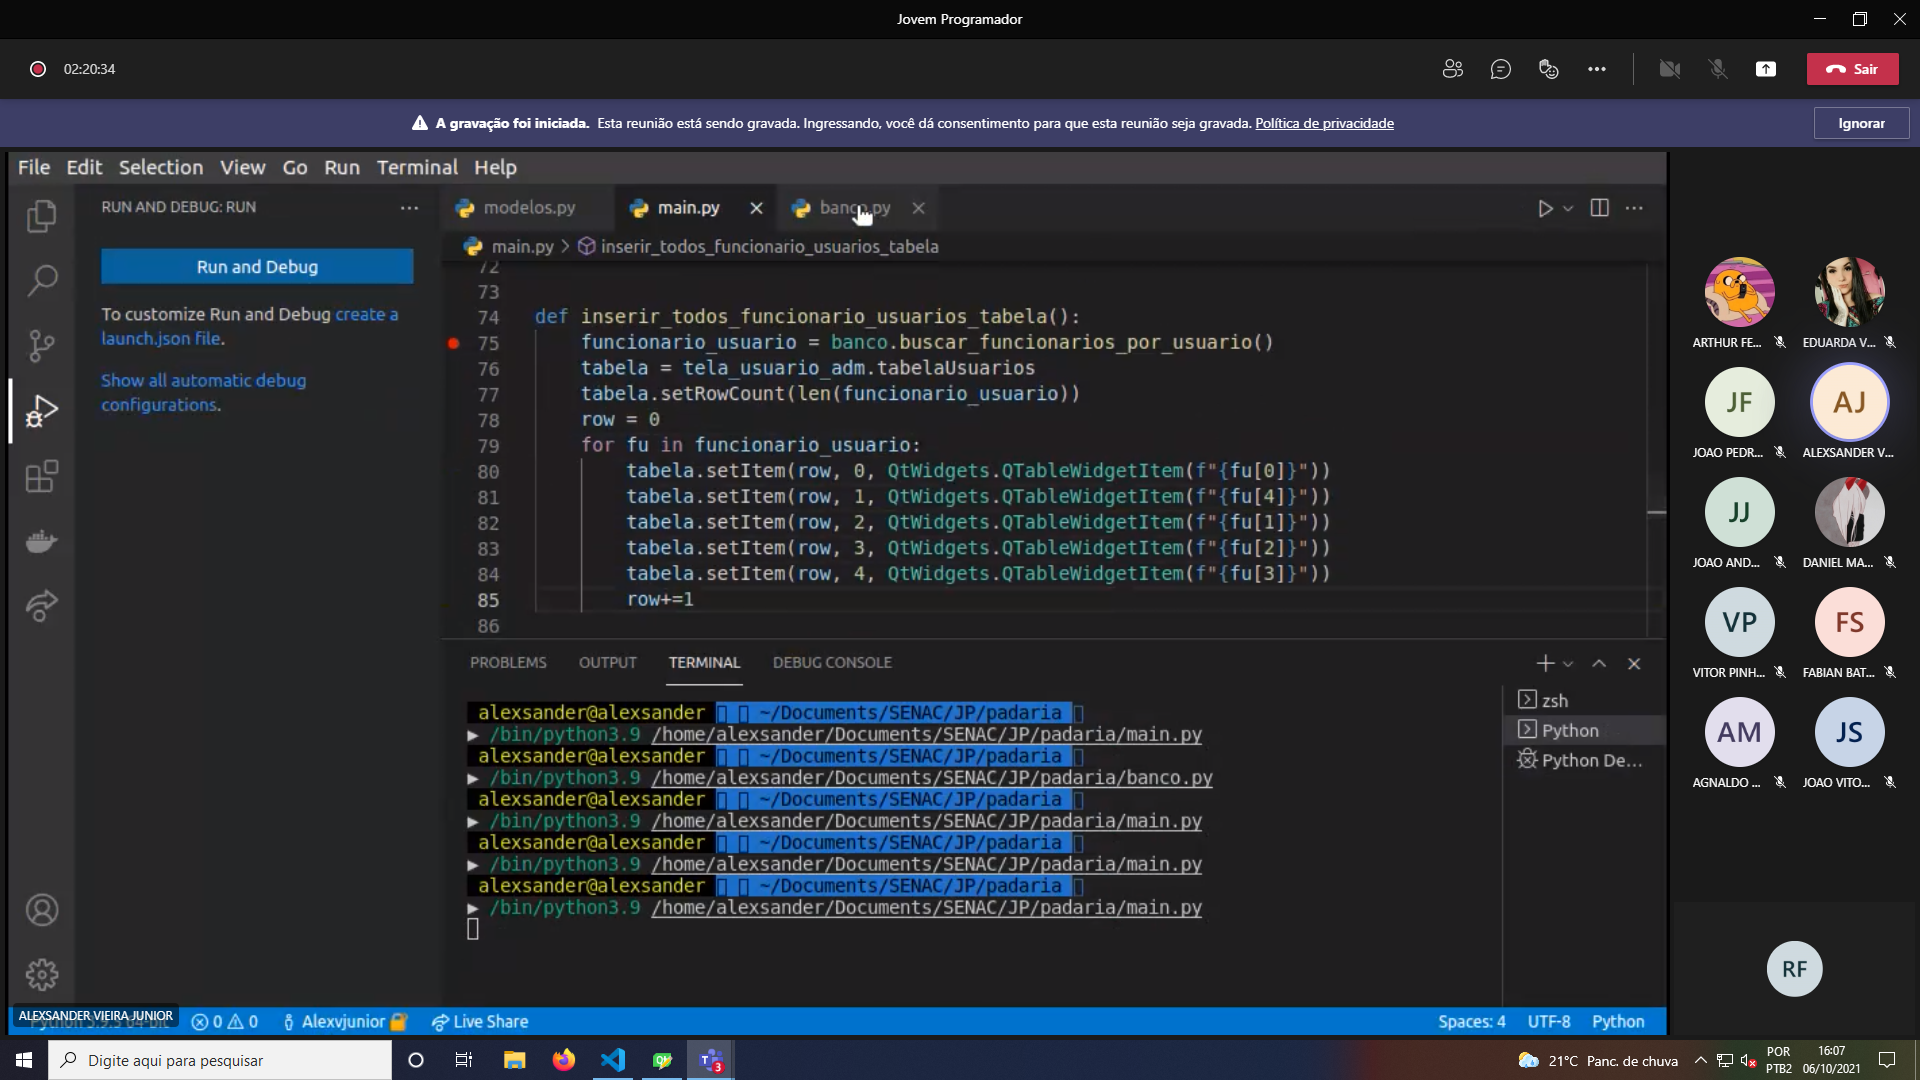 Jovem Programador
02:20:34
Sair
A gravação foi iniciada. Esta reunião está sendo gravada. Ingressando, você dá consentimento para que esta reunião seja gravada. Política de privacidade
Ignorar
File Edit Selection View Go Run Terminal Help
RUN AND DEBUG: RUN
Run and Debug
To customize Run and Debug create a
launch.json file.
Show all automatic debug
configurations.
modelos.py main.py banco.py
main.py > inserir_todos_funcionario_usuarios_tabela
72
73
74 def inserir_todos_funcionario_usuarios_tabela():
75 funcionario_usuario = banco.buscar_funcionarios_por_usuario()
76 tabela = tela_usuario_adm.tabelaUsuarios
77 tabela.setRowCount(len(funcionario_usuario))
78 row = 0
79 for fu in funcionario_usuario:
80 tabela.setItem(row, 0, QtWidgets.QTableWidgetItem(f"{fu[0]}"))
81 tabela.setItem(row, 1, QtWidgets.QTableWidgetItem(f"{fu[4]}"))
82 tabela.setItem(row, 2, QtWidgets.QTableWidgetItem(f"{fu[1]}"))
83 tabela.setItem(row, 3, QtWidgets.QTableWidgetItem(f"{fu[2]}"))
84 tabela.setItem(row, 4, QtWidgets.QTableWidgetItem(f"{fu[3]}"))
85 row+=1
86
PROBLEMS OUTPUT TERMINAL DEBUG CONSOLE
alexsander@alexsander ~/Documents/SENAC/JP/padaria
/bin/python3.9 /home/alexsander/Documents/SENAC/JP/padaria/main.py
alexsander@alexsander ~/Documents/SENAC/JP/padaria
/bin/python3.9 /home/alexsander/Documents/SENAC/JP/padaria/banco.py
alexsander@alexsander ~/Documents/SENAC/JP/padaria
/bin/python3.9 /home/alexsander/Documents/SENAC/JP/padaria/main.py
alexsander@alexsander ~/Documents/SENAC/JP/padaria
/bin/python3.9 /home/alexsander/Documents/SENAC/JP/padaria/main.py
alexsander@alexsander ~/Documents/SENAC/JP/padaria
/bin/python3.9 /home/alexsander/Documents/SENAC/JP/padaria/main.py
zsh
Python
Python De...
ALEXSANDER VIEIRA JUNIOR
0 0 Alexvjunior Live Share
Spaces: 4 UTF-8 Python
ARTHUR FE... EDUARDA V...
JF AJ
JOAO PEDR... ALEXSANDER V...
JJ
JOAO AND... DANIEL MA...
VP FS
VITOR PINH... FABIAN BAT...
AM JS
AGNALDO ... JOAO VITO...
RF
Digite aqui para pesquisar
3
21°C Panc. de chuva
POR
PTB2
16:07
06/10/2021